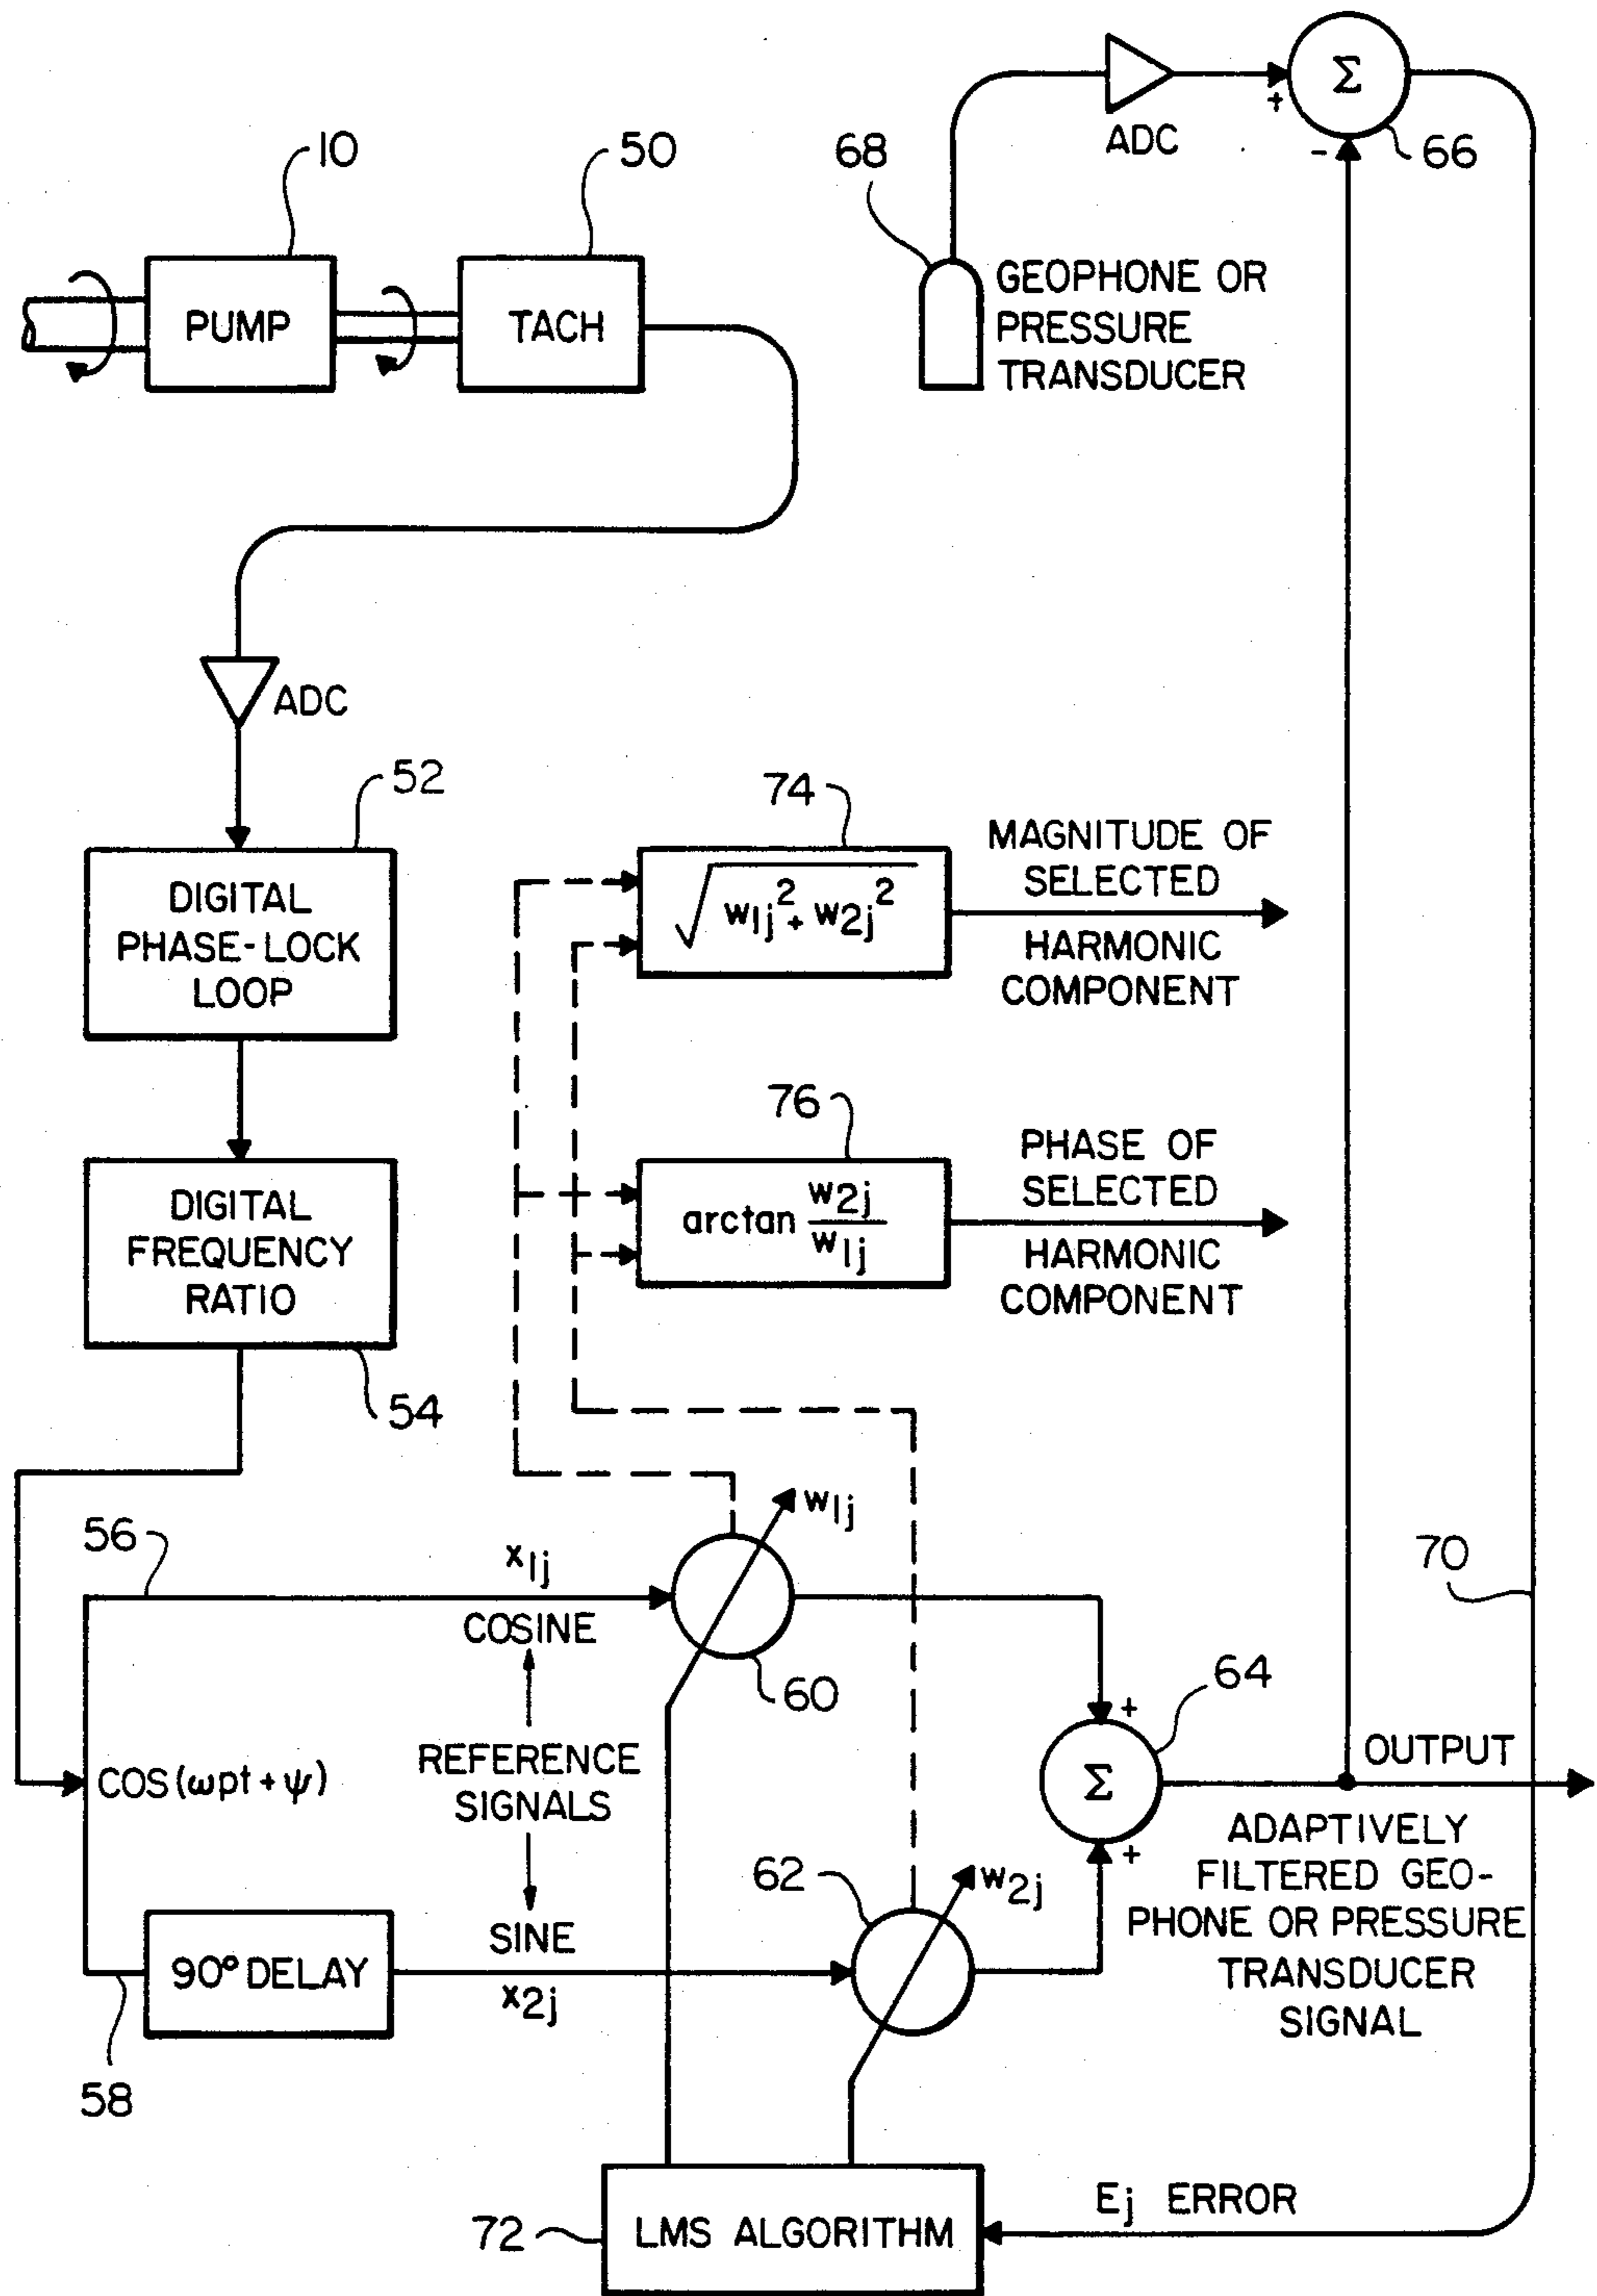 10
50
68
ADC
Σ
+
-
66
PUMP
TACH
GEOPHONE OR
PRESSURE
TRANSDUCER
ADC
52
DIGITAL
PHASE-LOCK
LOOP
74
√w1j² + w2j²
MAGNITUDE OF
SELECTED
HARMONIC
COMPONENT
DIGITAL
FREQUENCY
RATIO
54
76
arctan w2j/w1j
PHASE OF
SELECTED
HARMONIC
COMPONENT
56
x1j
COSINE
w1j
60
70
COS (ωpt + ψ)
REFERENCE
SIGNALS
64
+
Σ
+
OUTPUT
ADAPTIVELY
FILTERED GEO-
PHONE OR PRESSURE
TRANSDUCER
SIGNAL
58
90° DELAY
SINE
x2j
62
w2j
72
LMS ALGORITHM
Ej ERROR